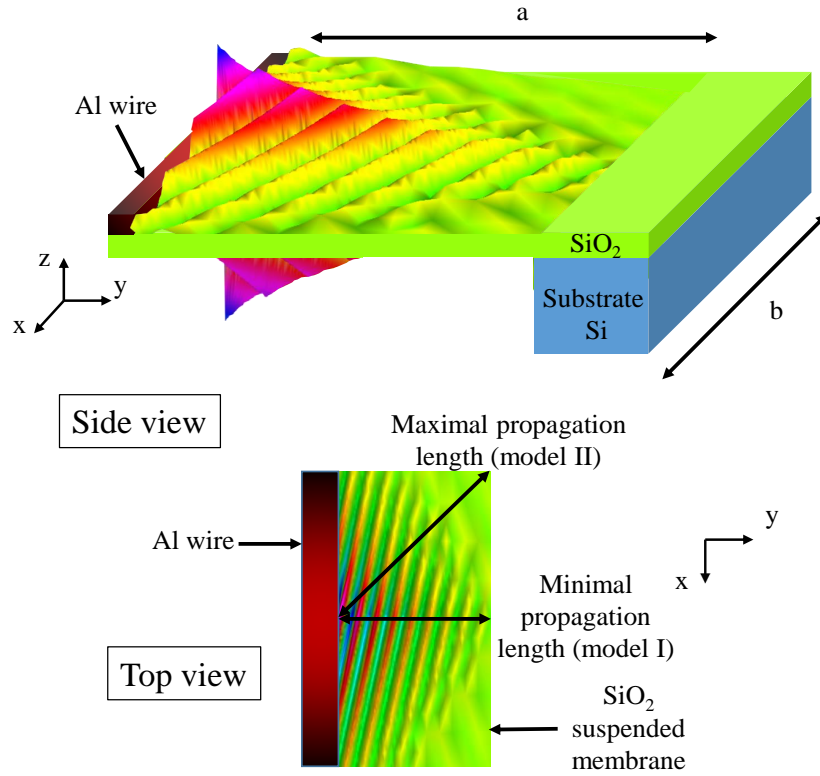 a
Al wire
z
y
x
SiO₂
Substrate
Si
b
Side view
Maximal propagation
length (model II)
Al wire
y
x
Minimal
propagation
length (model I)
Top view
SiO₂
suspended
membrane